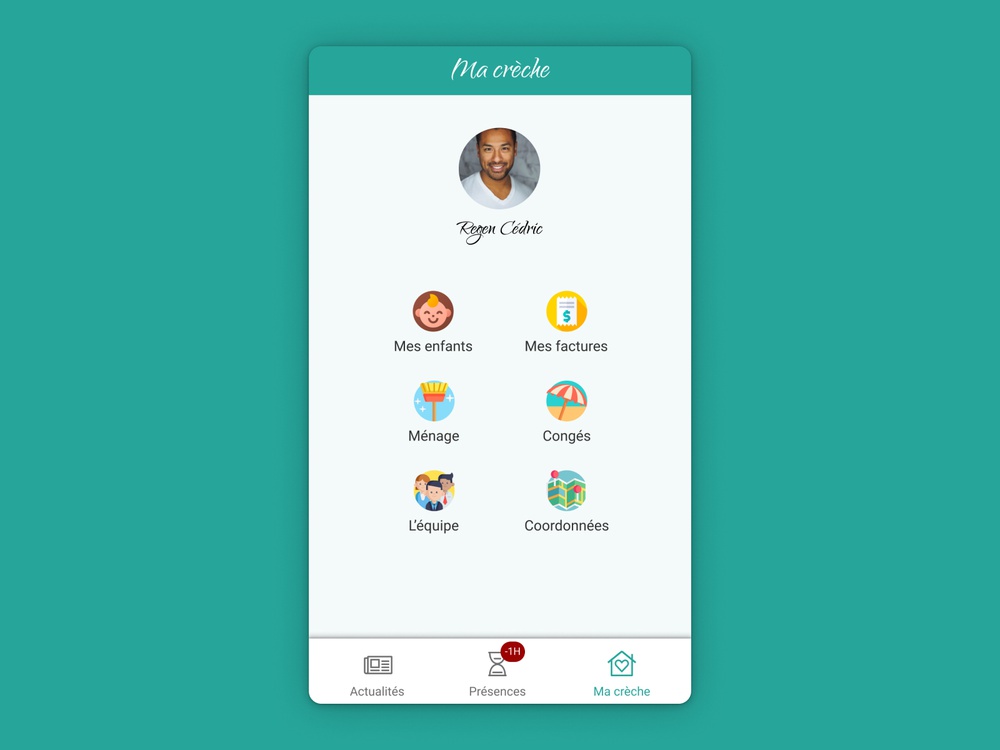 Ma crèche
Regen Cédric
Mes enfants
Mes factures
$
Ménage
Congés
L'équipe
Coordonnées
-1H
Actualités
Présences
Ma crèche